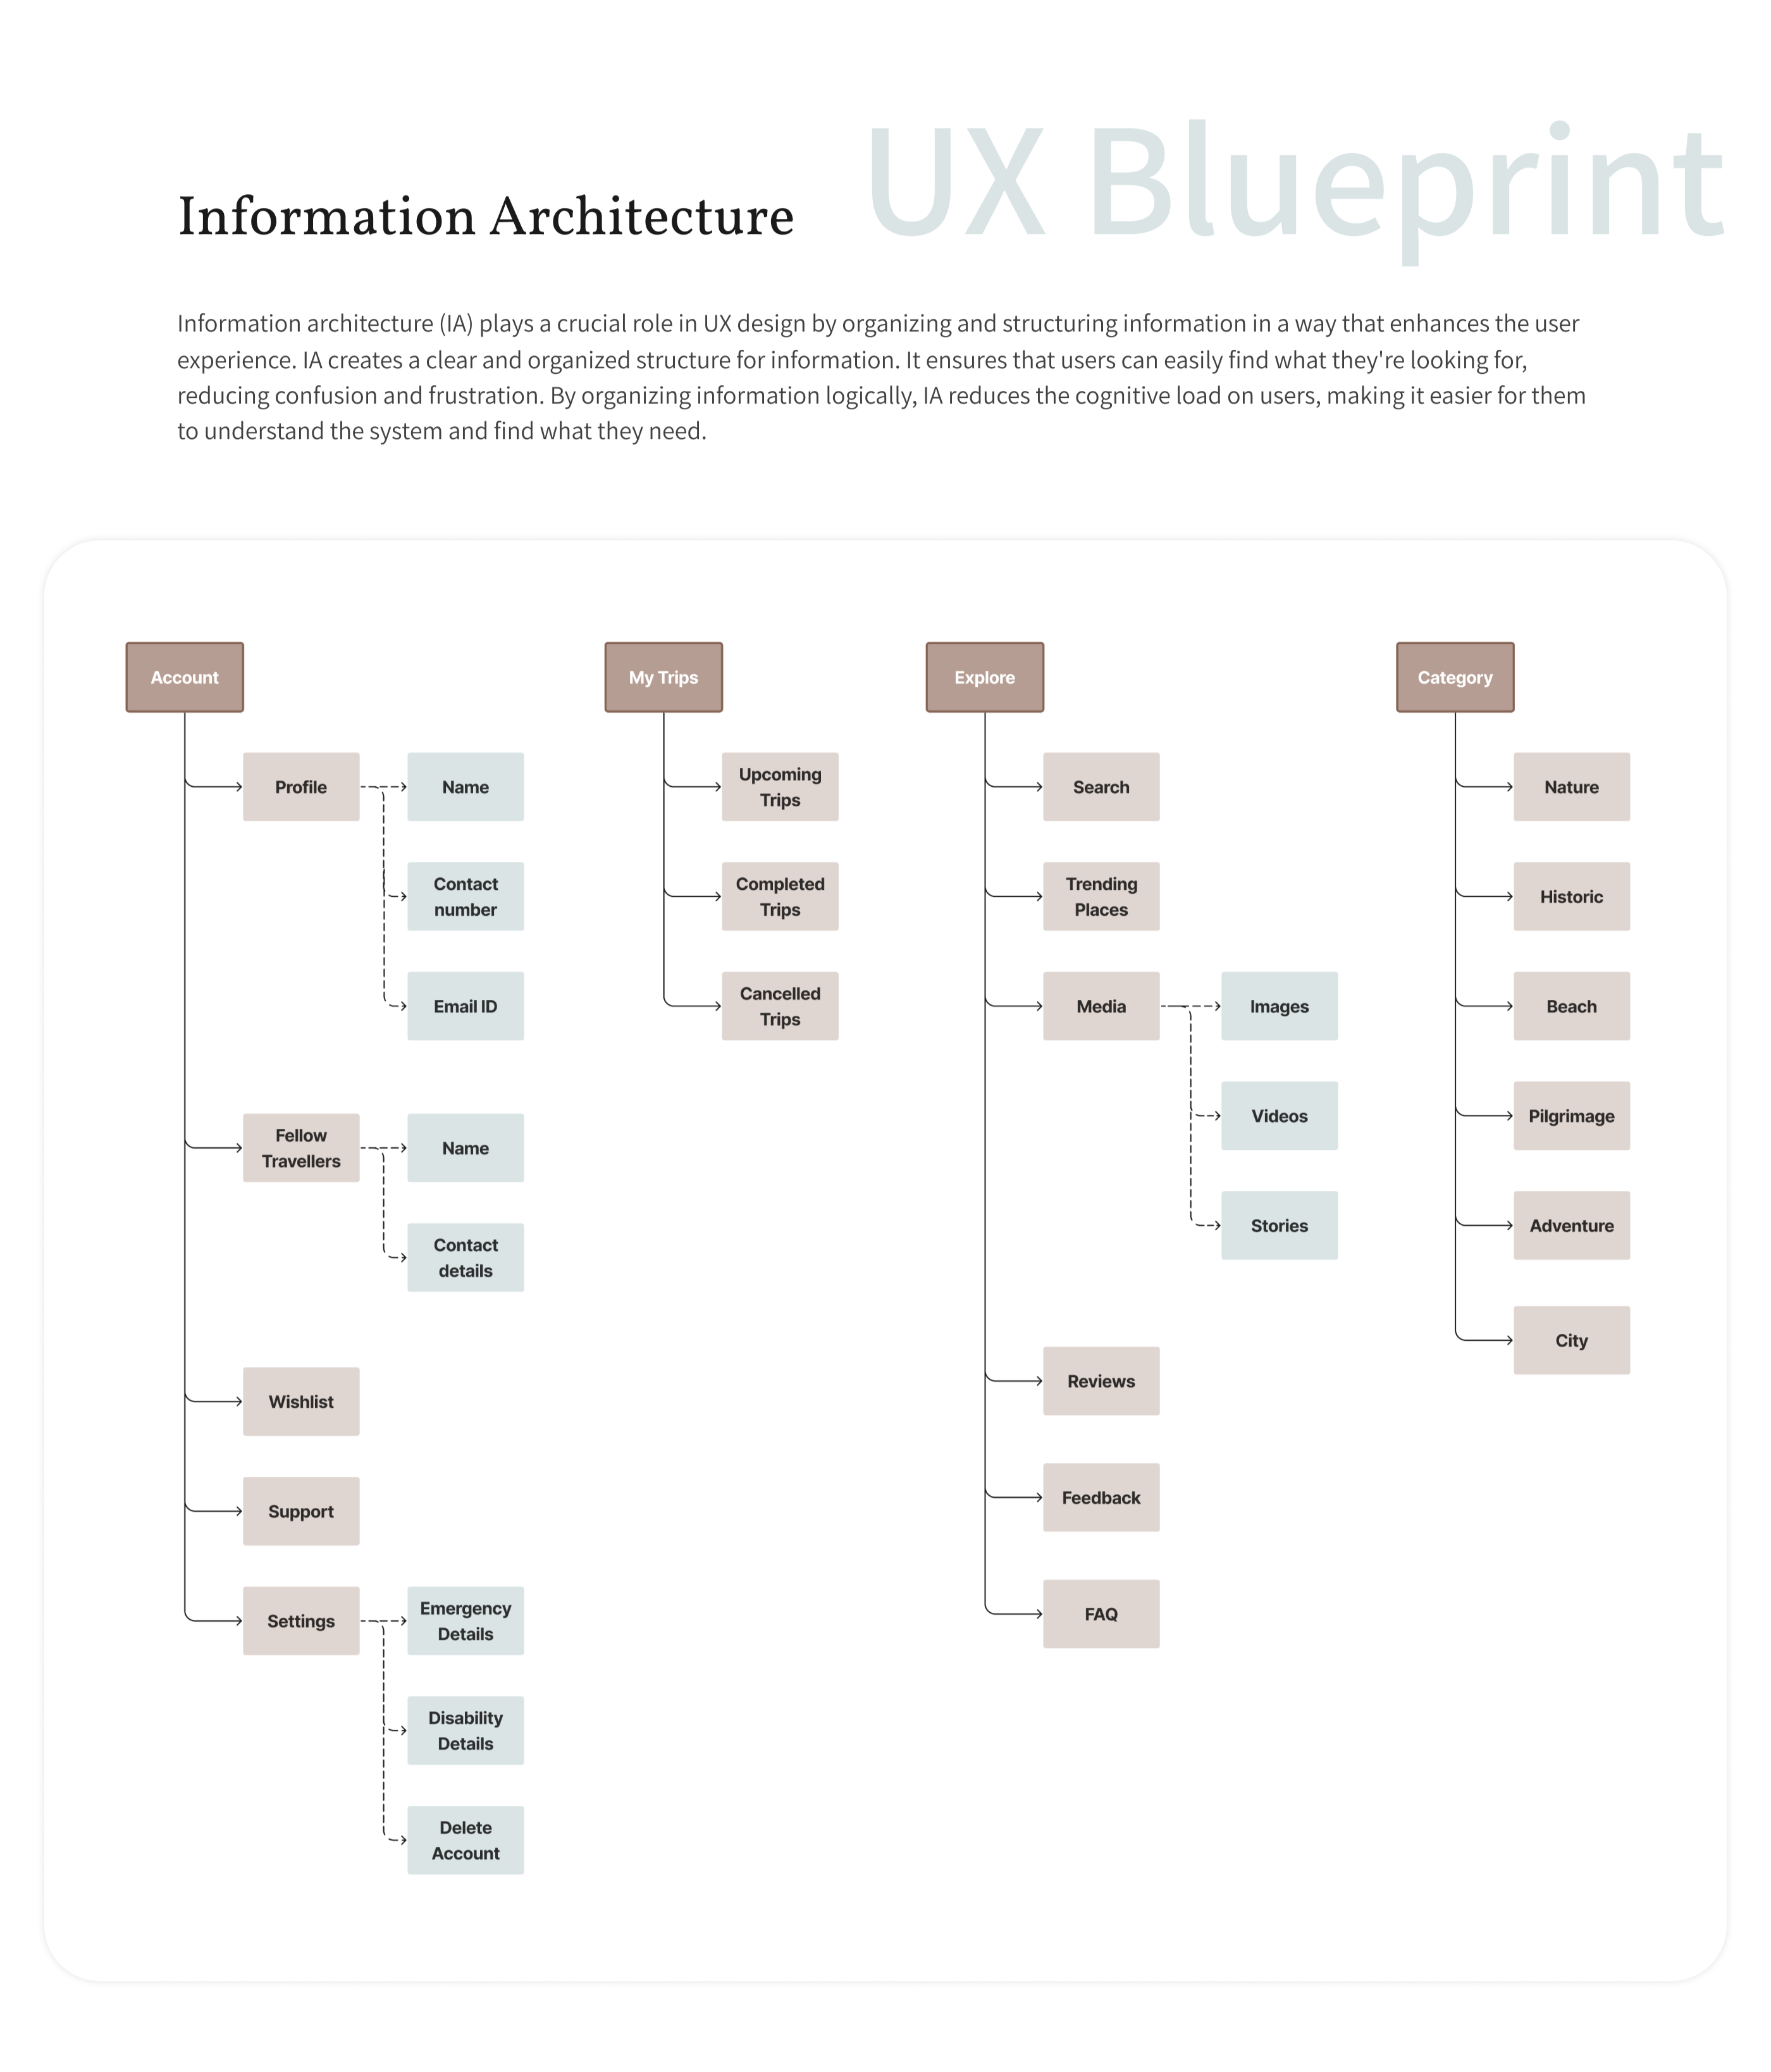 UX Blueprint
Information Architecture
Information architecture (IA) plays a crucial role in UX design by organizing and structuring information in a way that enhances the user
experience. IA creates a clear and organized structure for information. It ensures that users can easily find what they're looking for,
reducing confusion and frustration. By organizing information logically, IA reduces the cognitive load on users, making it easier for them
to understand the system and find what they need.
Account
Profile
Name
Contact
number
Email ID
Fellow
Travellers
Name
Contact
details
Wishlist
Support
Settings
Emergency
Details
Disability
Details
Delete
Account
My Trips
Upcoming
Trips
Completed
Trips
Cancelled
Trips
Explore
Search
Trending
Places
Media
Images
Videos
Stories
Reviews
Feedback
FAQ
Category
Nature
Historic
Beach
Pilgrimage
Adventure
City